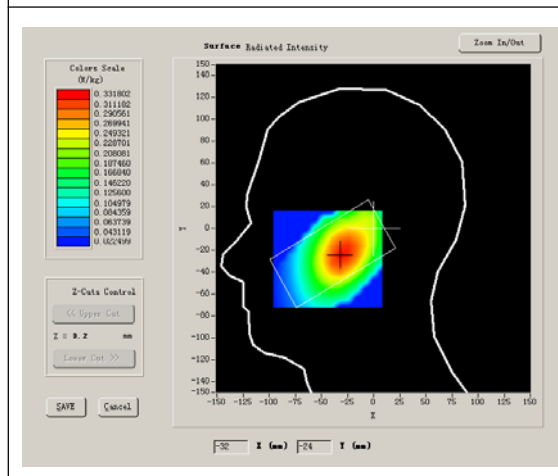 Surface Radiated Intensity
Zoom In/Out
Colors Scale
(W/kg)
0.331802
0.311182
0.290561
0.269941
0.249321
0.228701
0.208081
0.187460
0.166840
0.146220
0.125600
0.104979
0.084359
0.063739
0.043119
0.022499
Z-Cuts Control
<< Upper Cut
Z = 0.2 mm
Lower Cut >>
SAVE
Cancel
150
100
80
60
40
20
0
-20
-40
-60
-80
-100
-120
-150
Y
-150 -125 -100 -75 -50 -25 0 25 50 75 100 125 150
X
-32 X (mm) -24 Y (mm)